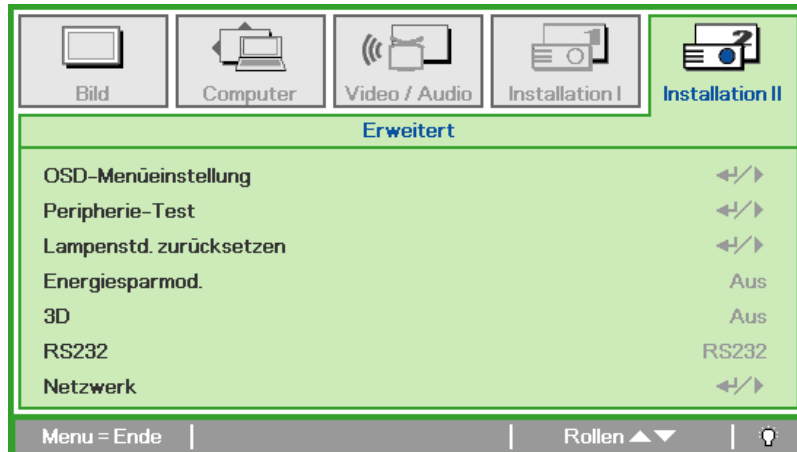 Bild
Computer
Video / Audio
Installation I
Installation II
Erweitert
OSD-Menüeinstellung
Peripherie-Test
Lampenstd. zurücksetzen
Energiesparmod. Aus
3D Aus
RS232 RS232
Netzwerk
Menu = Ende Rollen